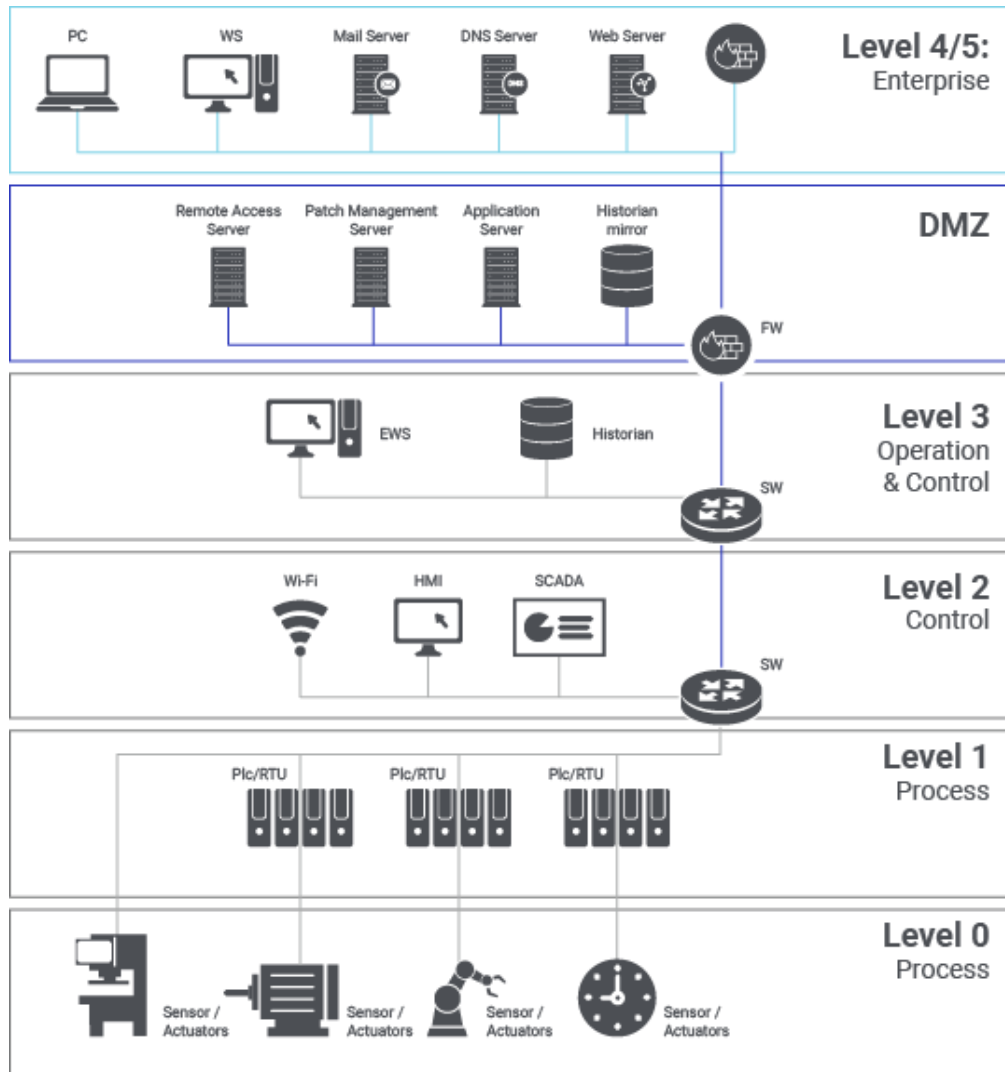 PC
WS
Mail Server
DNS Server
Web Server
Level 4/5:
Enterprise
DNS
Remote Access
Server
Patch Management
Server
Application
Server
Historian
mirror
DMZ
FW
EWS
Historian
Level 3
Operation
& Control
SW
Wi-Fi
HMI
SCADA
Level 2
Control
SW
Plc/RTU
Plc/RTU
Plc/RTU
Level 1
Process
Level 0
Process
Sensor /
Actuators
Sensor /
Actuators
Sensor /
Actuators
Sensor /
Actuators